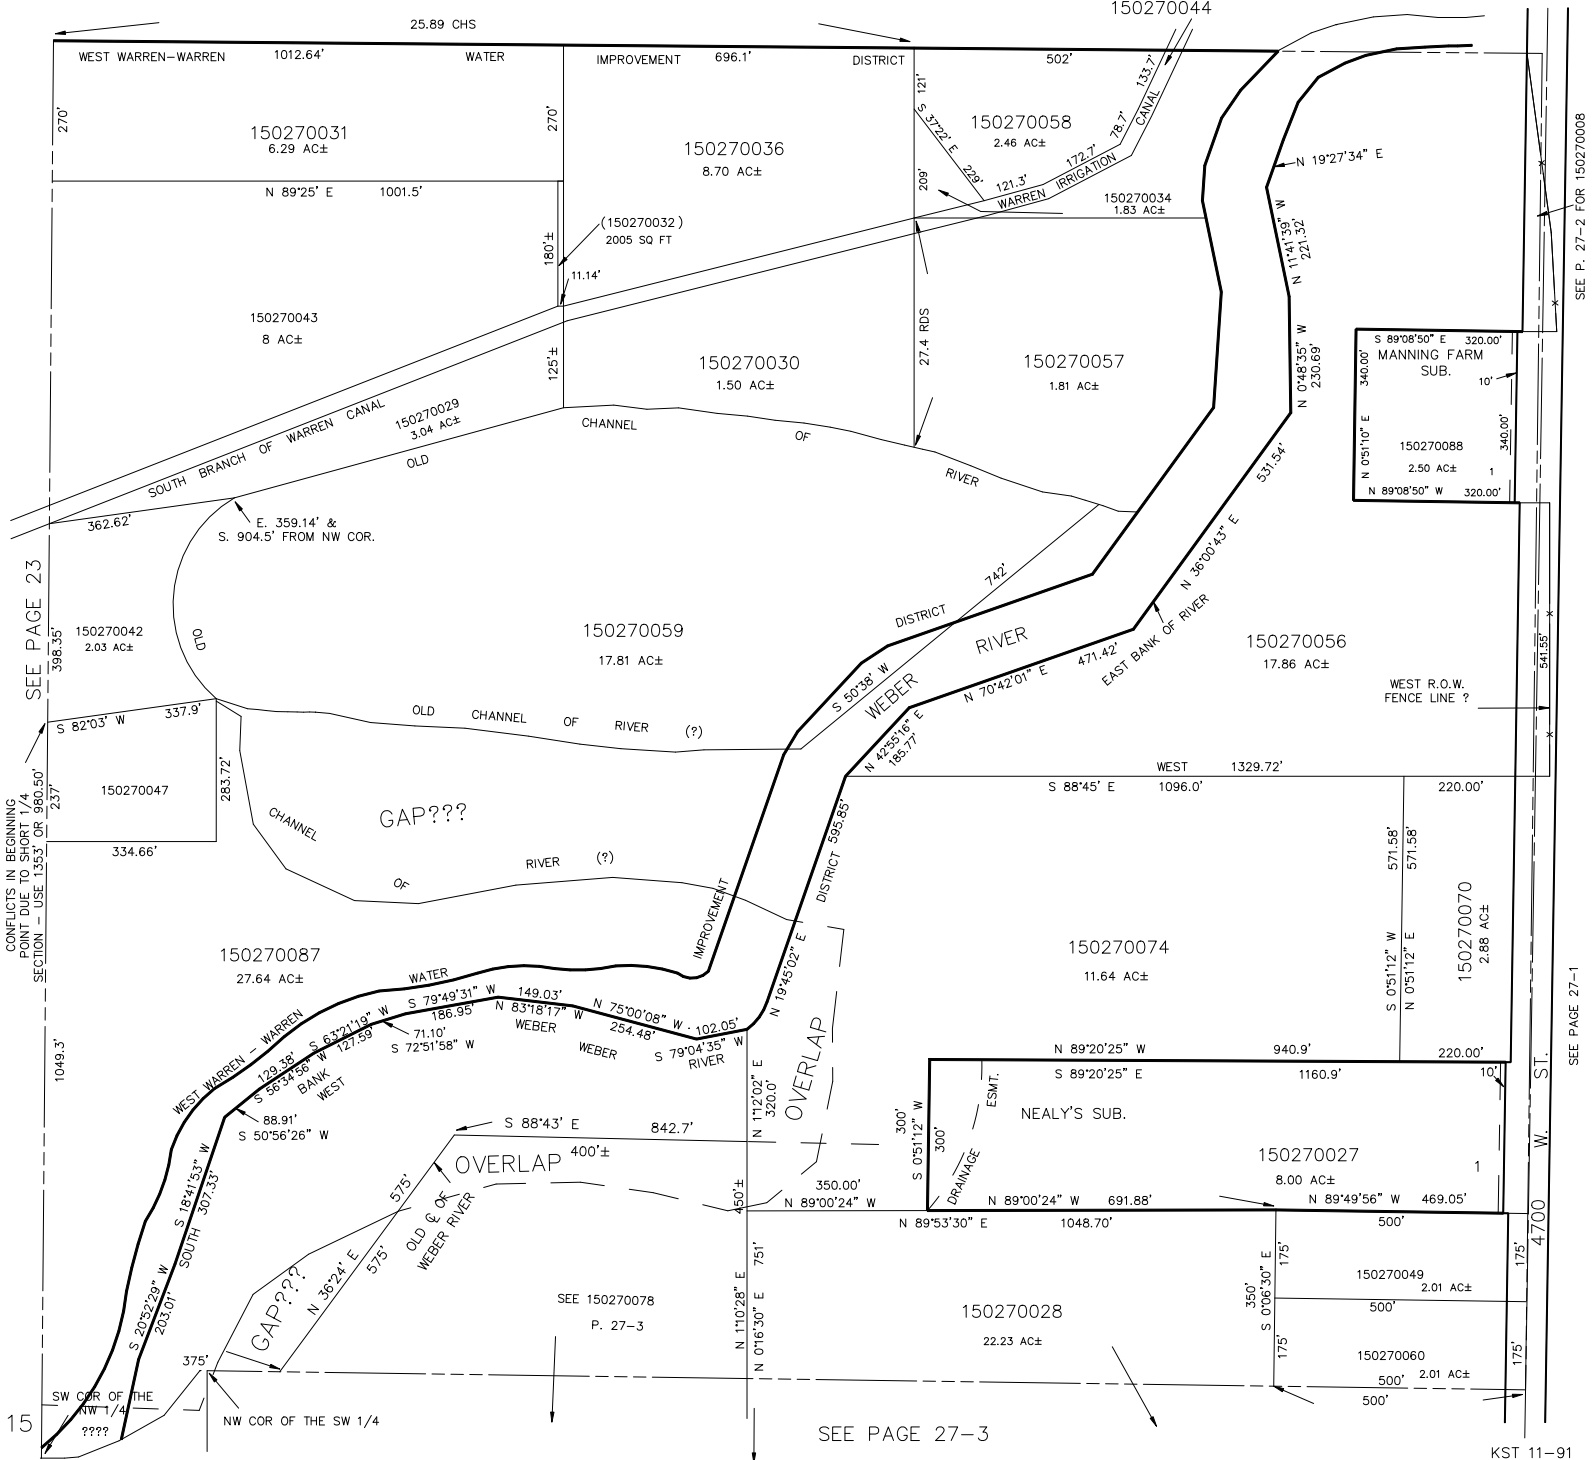 25.89 CHS
150270044
WEST WARREN-WARREN
1012.64'
WATER
IMPROVEMENT
696.1'
DISTRICT
502'
133.7'
CANAL
270'
270'
121'
S 37°22' E
229'
78.7'
172.7'
IRRIGATION
121.3'
WARREN
209'
150270031
6.29 AC±
150270036
8.70 AC±
150270058
2.46 AC±
N 19°27'34" E
SEE P. 27-2 FOR 150270008
N 89°25' E
1001.5'
150270034
1.83 AC±
(150270032)
2005 SQ FT
180'±
11.14'
N 11°41'39" W
221.32'
150270043
8 AC±
125'±
150270030
1.50 AC±
27.4 RDS
150270057
1.81 AC±
N 0°48'35" W
230.69'
S 89°08'50" E
320.00'
MANNING FARM
SUB.
340.00'
10'
N 0°51'10" E
340.00'
150270088
2.50 AC±
1
N 89°08'50" W
320.00'
150270029
3.04 AC±
SOUTH BRANCH OF WARREN CANAL
OLD
CHANNEL
OF
RIVER
531.54'
362.62'
E. 359.14' &
S. 904.5' FROM NW COR.
SEE PAGE 23
N 36°00'43" E
742'
DISTRICT
EAST BANK OF RIVER
150270042
2.03 AC±
398.35'
OLD
150270059
17.81 AC±
RIVER
WEBER
471.42'
N 70°42'01" E
150270056
17.86 AC±
541.55'
WEST R.O.W.
FENCE LINE ?
S 50°38' W
S 82°03' W
337.9'
OLD
CHANNEL
OF
RIVER
(?)
N 42°55'16" E
185.77'
WEST
1329.72'
S 88°45' E
1096.0'
220.00'
CONFLICTS IN BEGINNING
POINT DUE TO SHORT 1/4
SECTION - USE 1353' OR 980.50'
237'
150270047
283.72'
334.66'
GAP???
CHANNEL
OF
RIVER
(?)
595.85'
DISTRICT
S 0°51'12" W
571.58'
N 0°51'12" E
571.58'
IMPROVEMENT
150270087
27.64 AC±
150270074
11.64 AC±
150270070
2.88 AC±
SEE PAGE 27-1
N 19°45'02" E
WATER
WEST WARREN - WARREN
S 79°49'31" W
186.95'
149.03'
N 83°18'17" W
WEBER
N 75°00'08" W
254.48'
WEBER
102.05'
S 79°04'35" W
RIVER
S 63°21'19" W
127.59'
71.10'
S 72°51'58" W
129.38'
S 56°34'56" W
BANK
WEST
88.91'
S 50°56'26" W
1049.3'
OVERLAP
N 1°12'02" E
320.0'
N 89°20'25" W
940.9'
220.00'
S 89°20'25" E
1160.9'
10'
ESMT.
NEALY'S SUB.
300'
S 0°51'12" W
300'
DRAINAGE
S 88°43' E
842.7'
400'±
OVERLAP
150270027
8.00 AC±
1
S 18°41'53" W
307.33'
SOUTH
575'
575'
OLD ℄ OF
WEBER RIVER
450'±
350.00'
N 89°00'24" W
N 89°00'24" W
691.88'
N 89°49'56" W
469.05'
N 89°53'30" E
1048.70'
500'
4700 W. ST.
S 20°52'29" W
203.01'
N 36°24' E
GAP???
SEE 150270078
P. 27-3
N 1°10'28" E
N 0°16'30" E
751'
150270028
22.23 AC±
350'
S 0°06'30" E
175'
175'
150270049
2.01 AC±
500'
175'
150270060
2.01 AC±
500'
175'
500'
375'
SW COR OF THE
NW 1/4
????
15
NW COR OF THE SW 1/4
SEE PAGE 27-3
KST 11-91